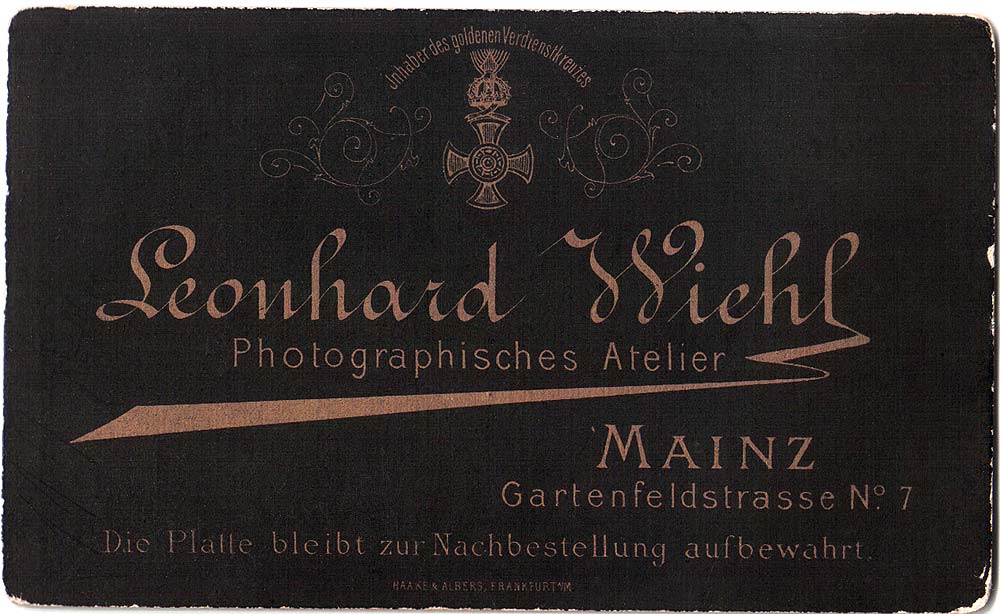 Inhaber des goldenen Verdienstkreuzes
Leonhard Wiehl
Photographisches Atelier
MAINZ
Gartenfeldstrasse No. 7
Die Platte bleibt zur Nachbestellung aufbewahrt.
HAAKE & ALBERS, FRANKFURT a/M.